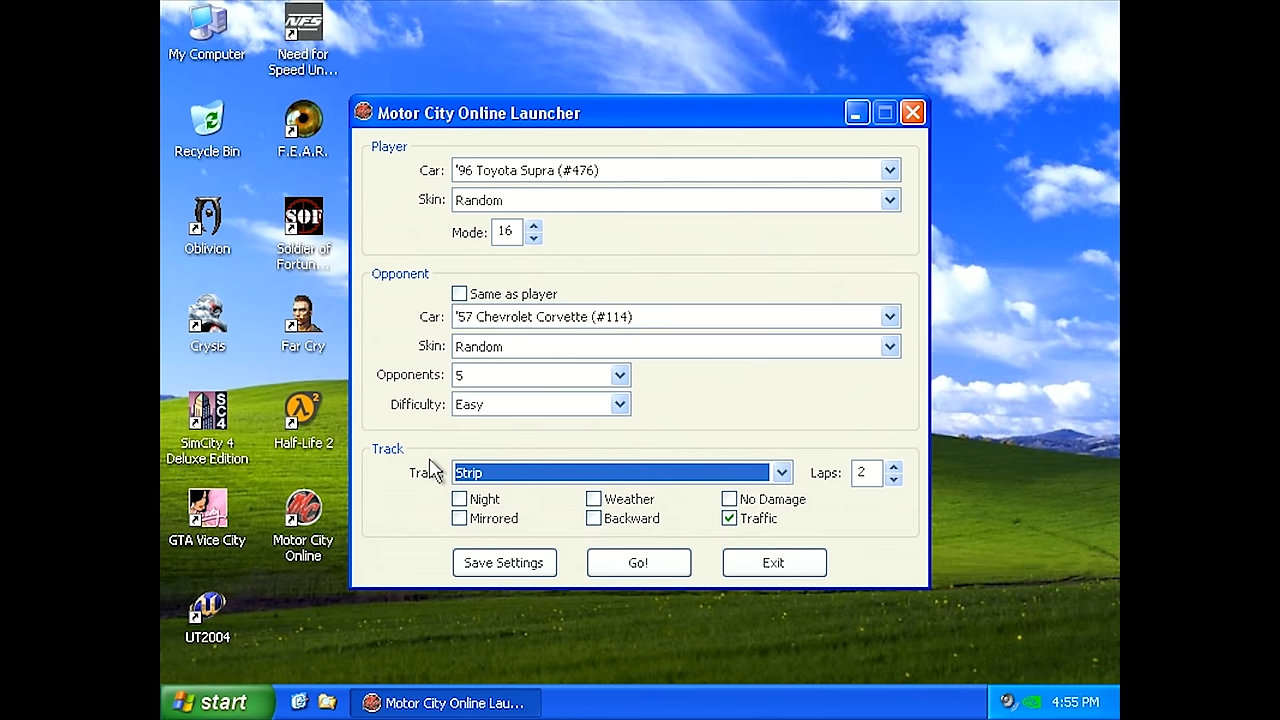 My Computer
NFS
Need for
Speed Un...
Recycle Bin
F.E.A.R.
Oblivion
SOF
Soldier of
Fortun...
Crysis
Far Cry
SC4
SimCity 4
Deluxe Edition
Half-Life 2
GTA Vice City
Motor City
Online
UT2004
Motor City Online Launcher
Player
Car: '96 Toyota Supra (#476)
Skin: Random
Mode: 16
Opponent
Same as player
Car: '57 Chevrolet Corvette (#114)
Skin: Random
Opponents: 5
Difficulty: Easy
Track
Strip Laps: 2
Night Weather No Damage
Mirrored Backward Traffic
Save Settings Go! Exit
start Motor City Online Lau... 4:55 PM